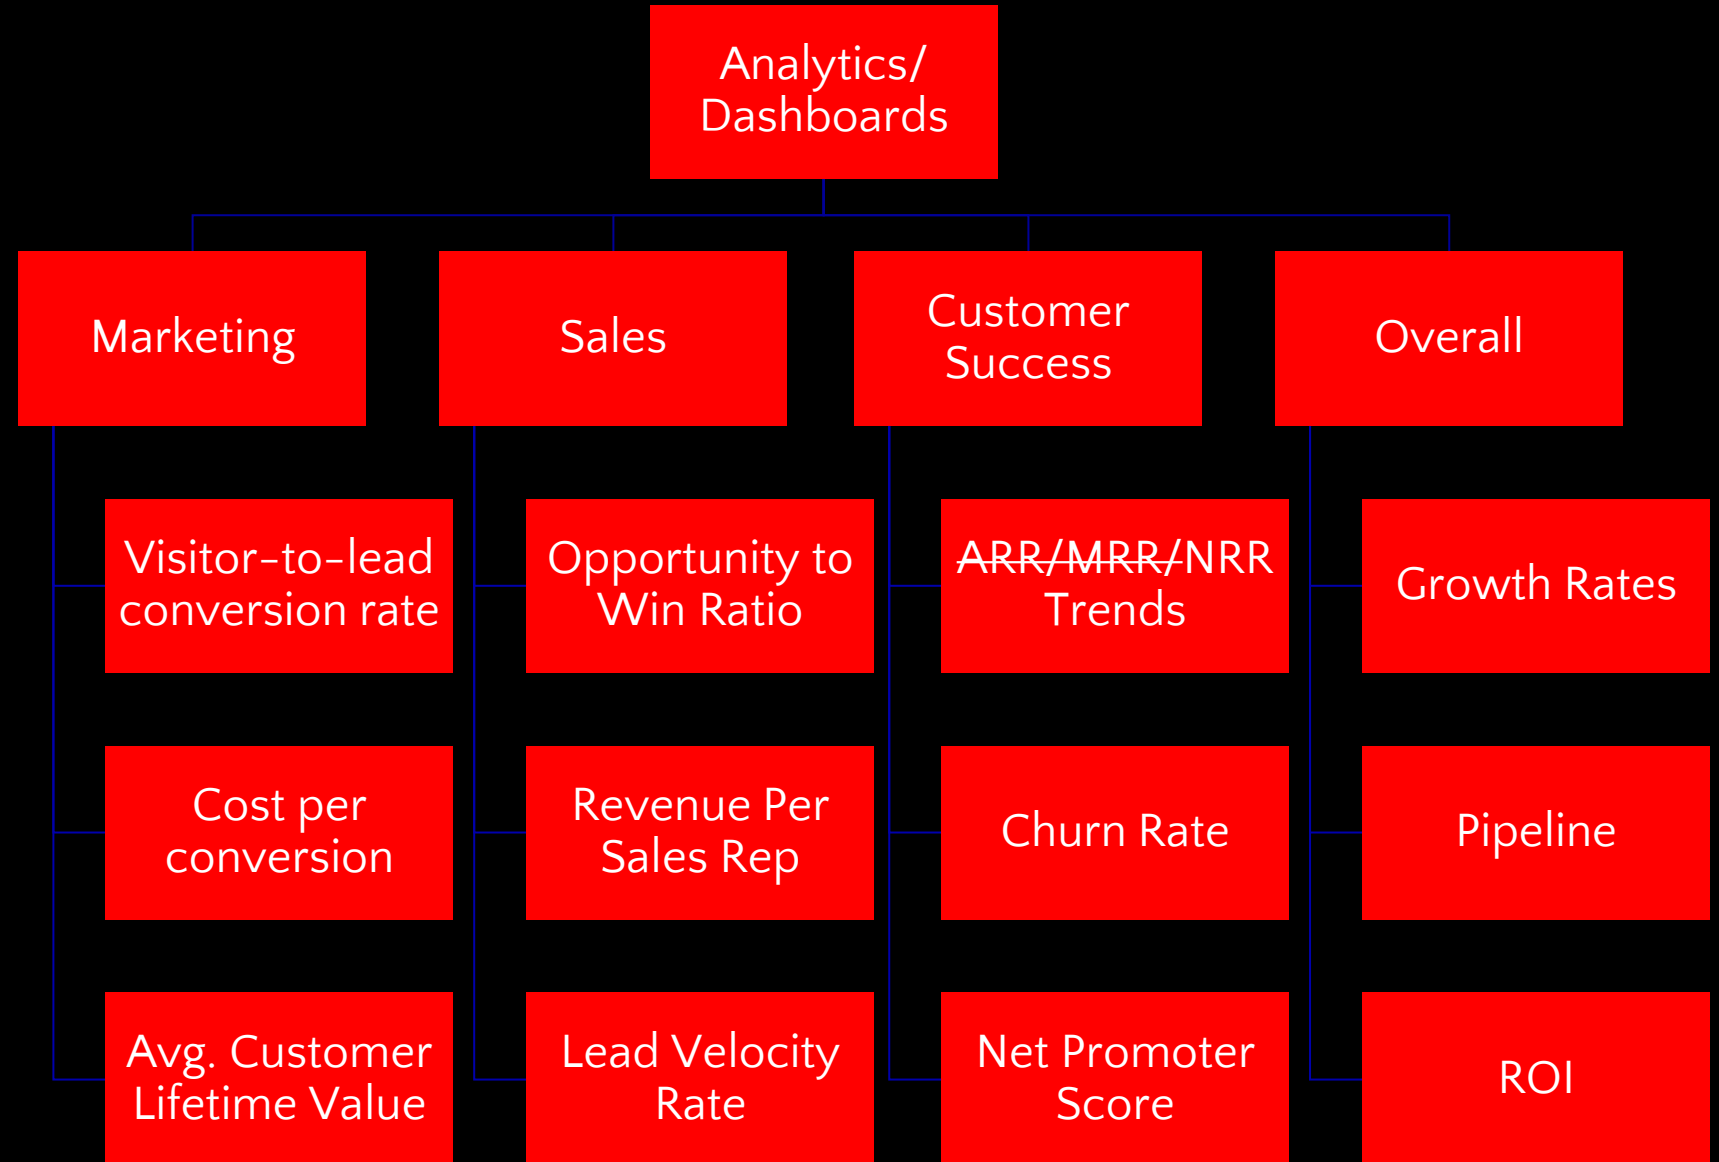 Analytics/
Dashboards
Marketing
Sales
Customer
Success
Overall
Visitor-to-lead
conversion rate
Opportunity to
Win Ratio
ARR/MRR/NRR
Trends
Growth Rates
Cost per
conversion
Revenue Per
Sales Rep
Churn Rate
Pipeline
Avg. Customer
Lifetime Value
Lead Velocity
Rate
Net Promoter
Score
ROI